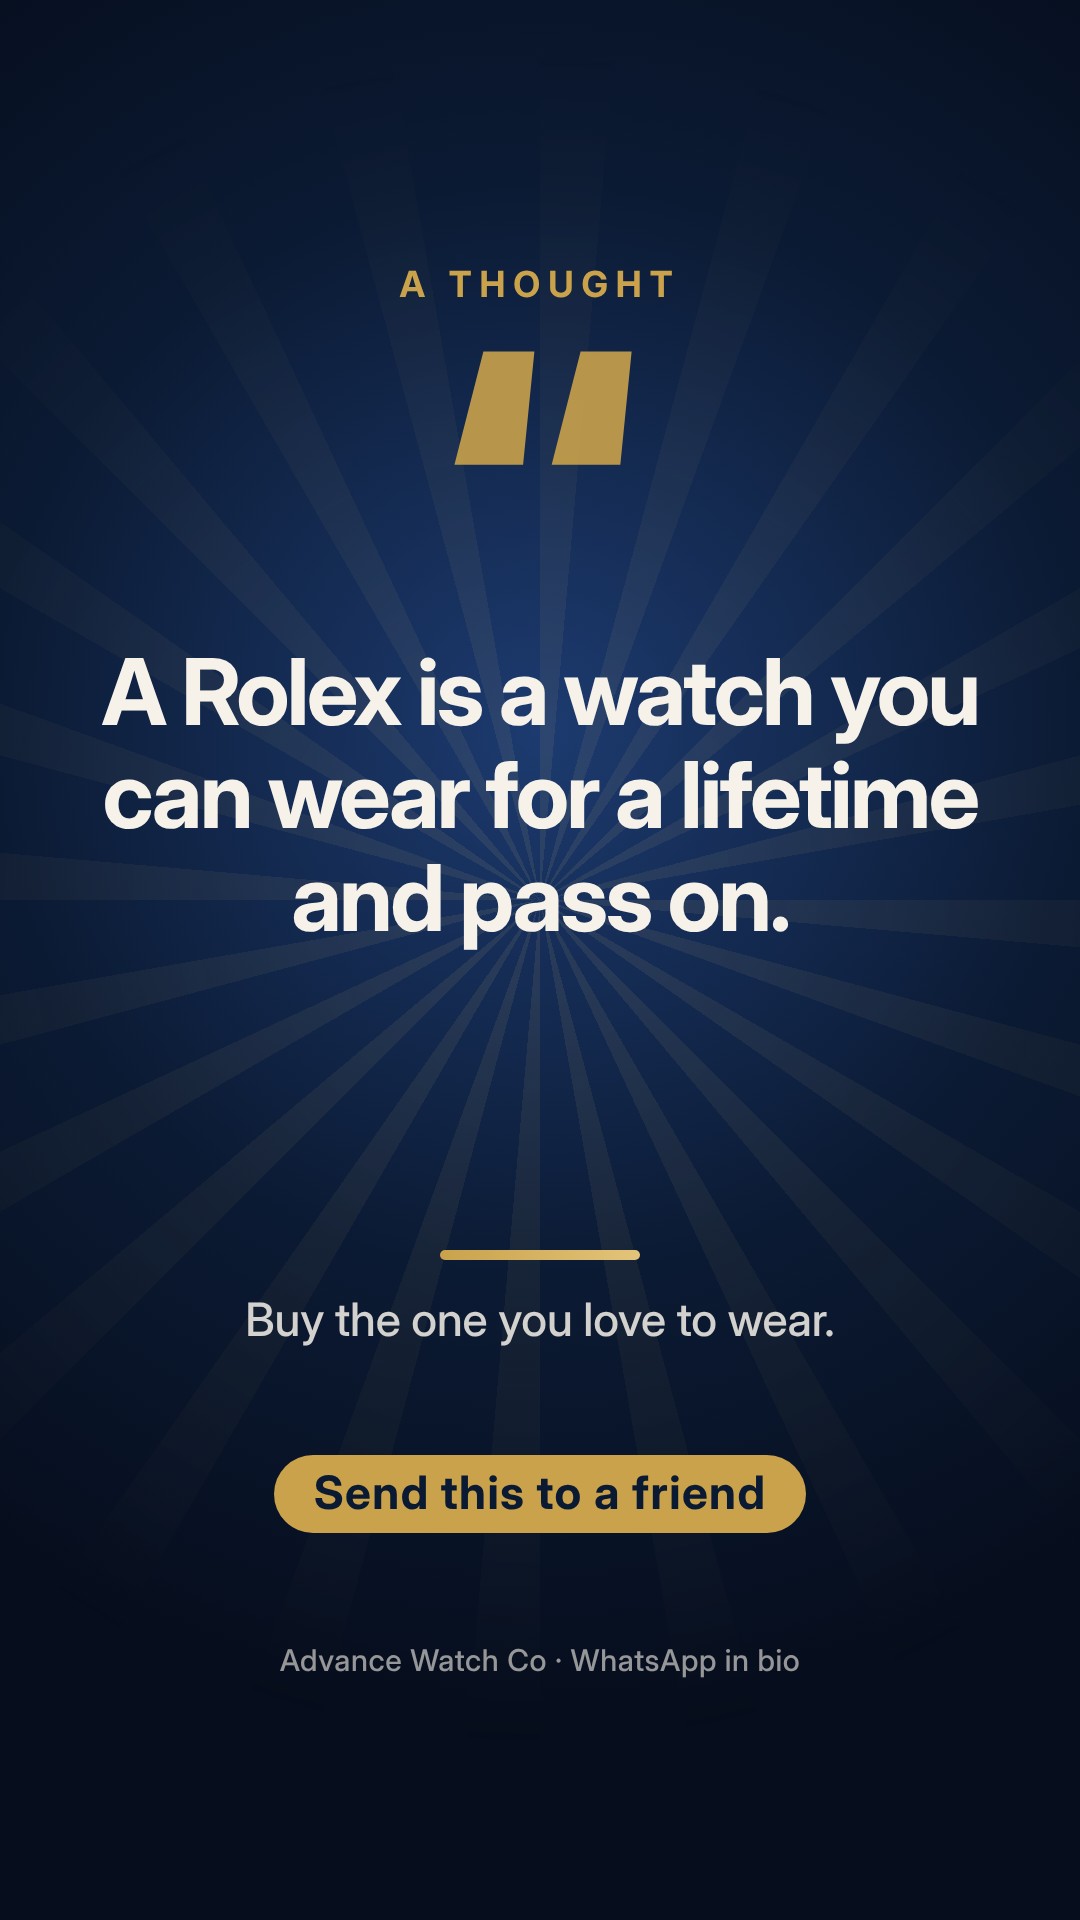 A THOUGHT
"
A Rolex is a watch you
can wear for a lifetime
and pass on.
Buy the one you love to wear.
Send this to a friend
Advance Watch Co · WhatsApp in bio